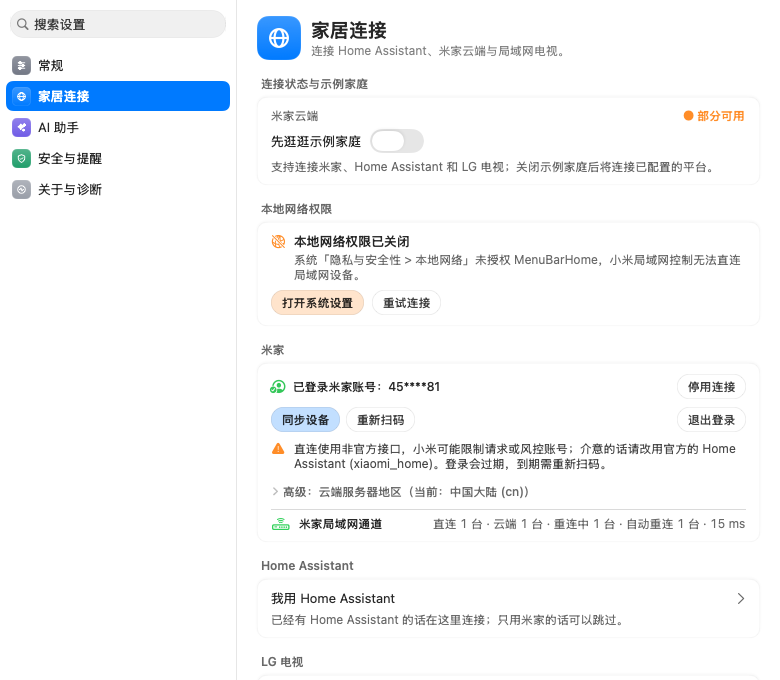 搜索设置
常规
家居连接
AI 助手
安全与提醒
关于与诊断
家居连接
连接 Home Assistant、米家云端与局域网电视。
连接状态与示例家庭
米家云端
部分可用
先逛逛示例家庭
支持连接米家、Home Assistant 和 LG 电视；关闭示例家庭后将连接已配置的平台。
本地网络权限
本地网络权限已关闭
系统「隐私与安全性 > 本地网络」未授权 MenuBarHome，小米局域网控制无法直连
局域网设备。
打开系统设置
重试连接
米家
已登录米家账号：45****81
停用连接
同步设备
重新扫码
退出登录
直连使用非官方接口，小米可能限制请求或风控账号；介意的话请改用官方的 Home
Assistant (xiaomi_home)。登录会过期，到期需重新扫码。
高级：云端服务器地区（当前：中国大陆 (cn)）
米家局域网通道
直连 1 台 · 云端 1 台 · 重连中 1 台 · 自动重连 1 台 · 15 ms
Home Assistant
我用 Home Assistant
已经有 Home Assistant 的话在这里连接；只用米家的话可以跳过。
LG 电视